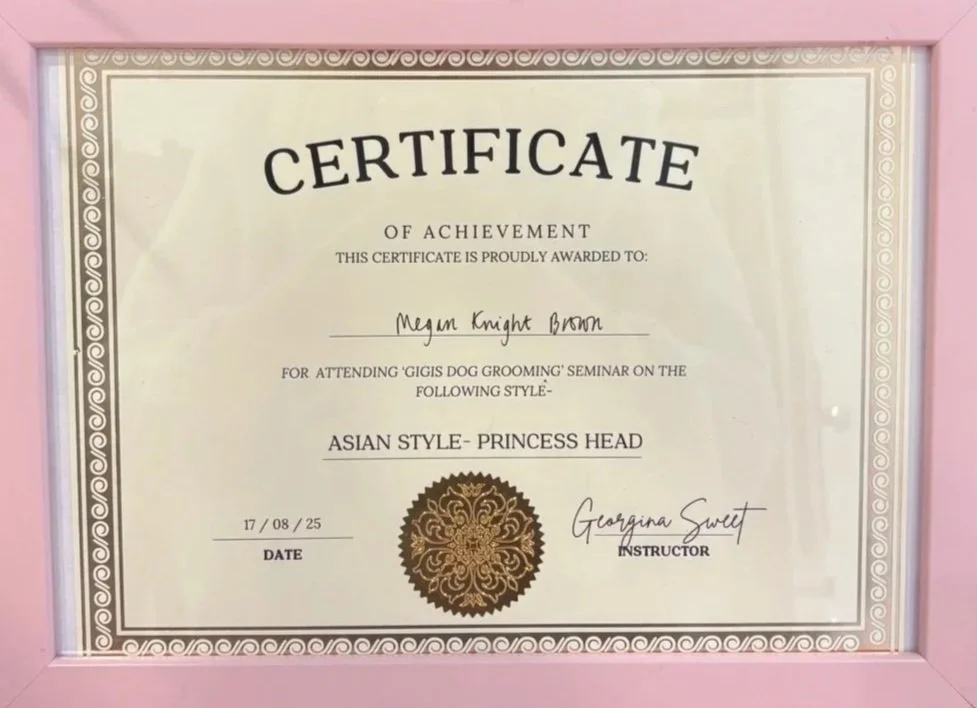 CERTIFICATE
OF ACHIEVEMENT
THIS CERTIFICATE IS PROUDLY AWARDED TO:
Megan Knight Brown
FOR ATTENDING ‘GIGIS DOG GROOMING’ SEMINAR ON THE
FOLLOWING STYLE-
ASIAN STYLE- PRINCESS HEAD
17 / 08 / 25
DATE
Georgina Sweet
INSTRUCTOR